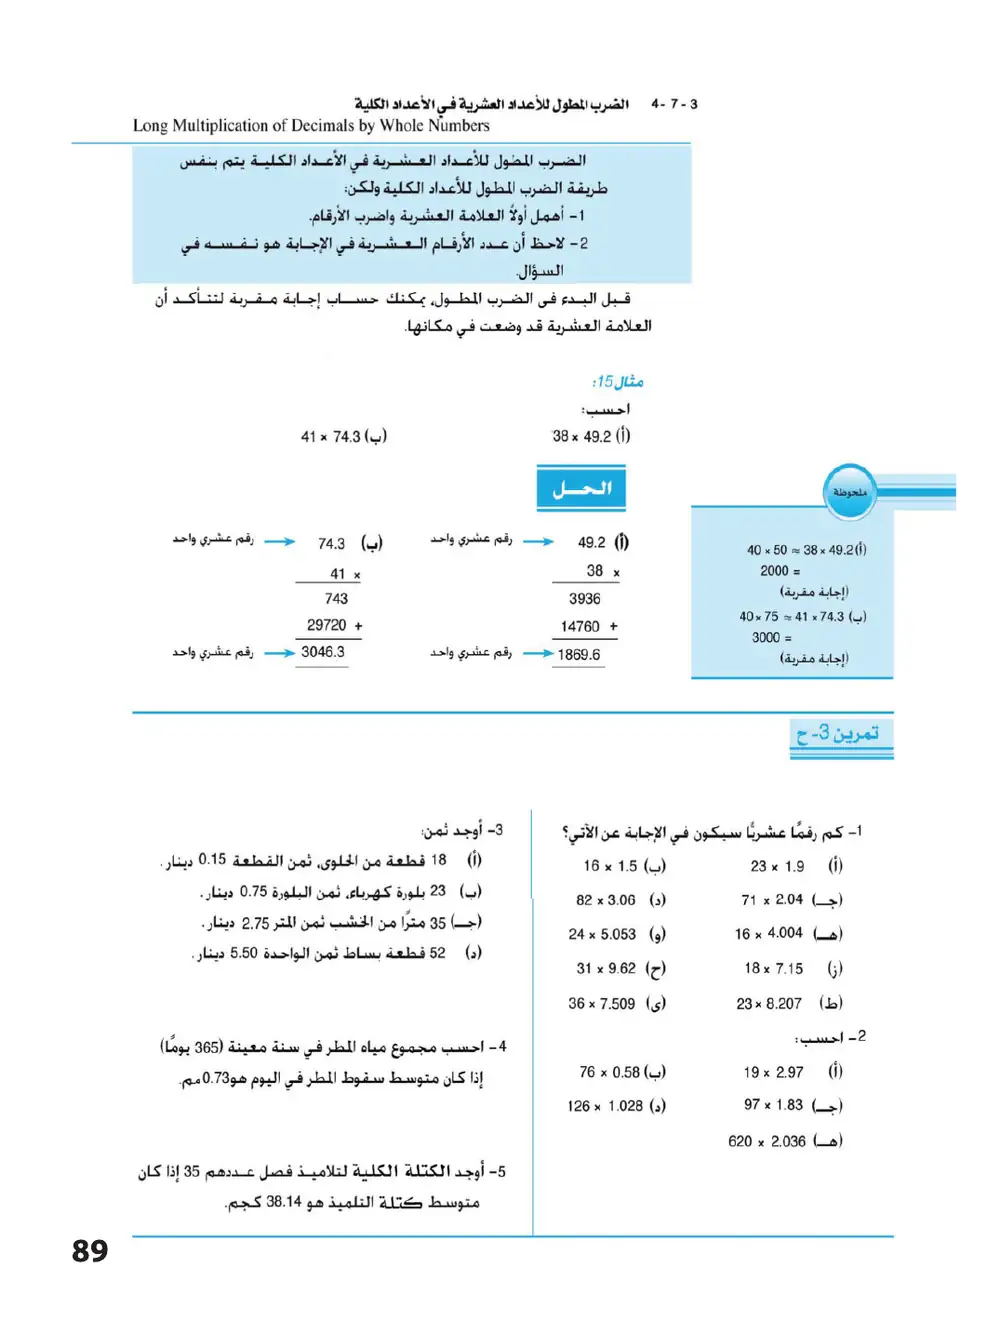 3 - 7 - 4 الضرب المطول للأعداد العشرية في الأعداد الكلية
Long Multiplication of Decimals by Whole Numbers
الضرب المطول للأعداد العشرية في الأعداد الكلية يتم بنفس
طريقة الضرب المطول للأعداد الكلية ولكن:
1- أهمل أولاً العلامة العشرية واضرب الأرقام.
2- لاحظ أن عدد الأرقام العشرية في الإجابة هو نفسه في
السؤال.
قبل البدء فى الضرب المطول، يمكنك حساب إجابة مقربة لتتأكد أن
العلامة العشرية قد وضعت في مكانها.
مثال 15:
احسب:
(أ) 49.2 × 38
(ب) 74.3 × 41
الحل
(أ) 49.2 رقم عشري واحد
38 ×
3936
14760 +
1869.6 رقم عشري واحد
(ب) 74.3 رقم عشري واحد
41 ×
743
29720 +
3046.3 رقم عشري واحد
ملحوظة
(أ) 49.2 × 38 ≈ 50 × 40
= 2000
(إجابة مقربة)
(ب) 74.3 × 41 ≈ 75 × 40
= 3000
(إجابة مقربة)
تمرين 3- ح
1- كم رقمًا عشريًا سيكون في الإجابة عن الآتي؟
(أ) 1.9 × 23
(ب) 1.5 × 16
(جـ) 2.04 × 71
(د) 3.06 × 82
(هـ) 4.004 × 16
(و) 5.053 × 24
(ز) 7.15 × 18
(ح) 9.62 × 31
(ط) 8.207 × 23
(ى) 7.509 × 36
2- احسب:
(أ) 2.97 × 19
(ب) 0.58 × 76
(جـ) 1.83 × 97
(د) 1.028 × 126
(هـ) 2.036 × 620
3- أوجد ثمن:
(أ) 18 قطعة من الحلوى، ثمن القطعة 0.15 دينار.
(ب) 23 بلورة كهرباء، ثمن البلورة 0.75 دينار.
(جـ) 35 مترًا من الخشب ثمن المتر 2.75 دينار.
(د) 52 قطعة بساط ثمن الواحدة 5.50 دينار.
4- احسب مجموع مياه المطر في سنة معينة (365 يومًا)
إذا كان متوسط سقوط المطر في اليوم هو 0.73 مم.
5- أوجد الكتلة الكلية لتلاميذ فصل عددهم 35 إذا كان
متوسط كتلة التلميذ هو 38.14 كجم.
89